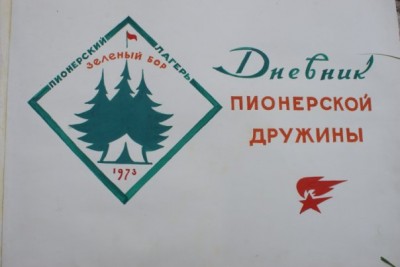 ПИОНЕРСКИЙ ЛАГЕРЬ
ЗЕЛЕНЫЙ БОР
1973
Дневник
ПИОНЕРСКОЙ
ДРУЖИНЫ